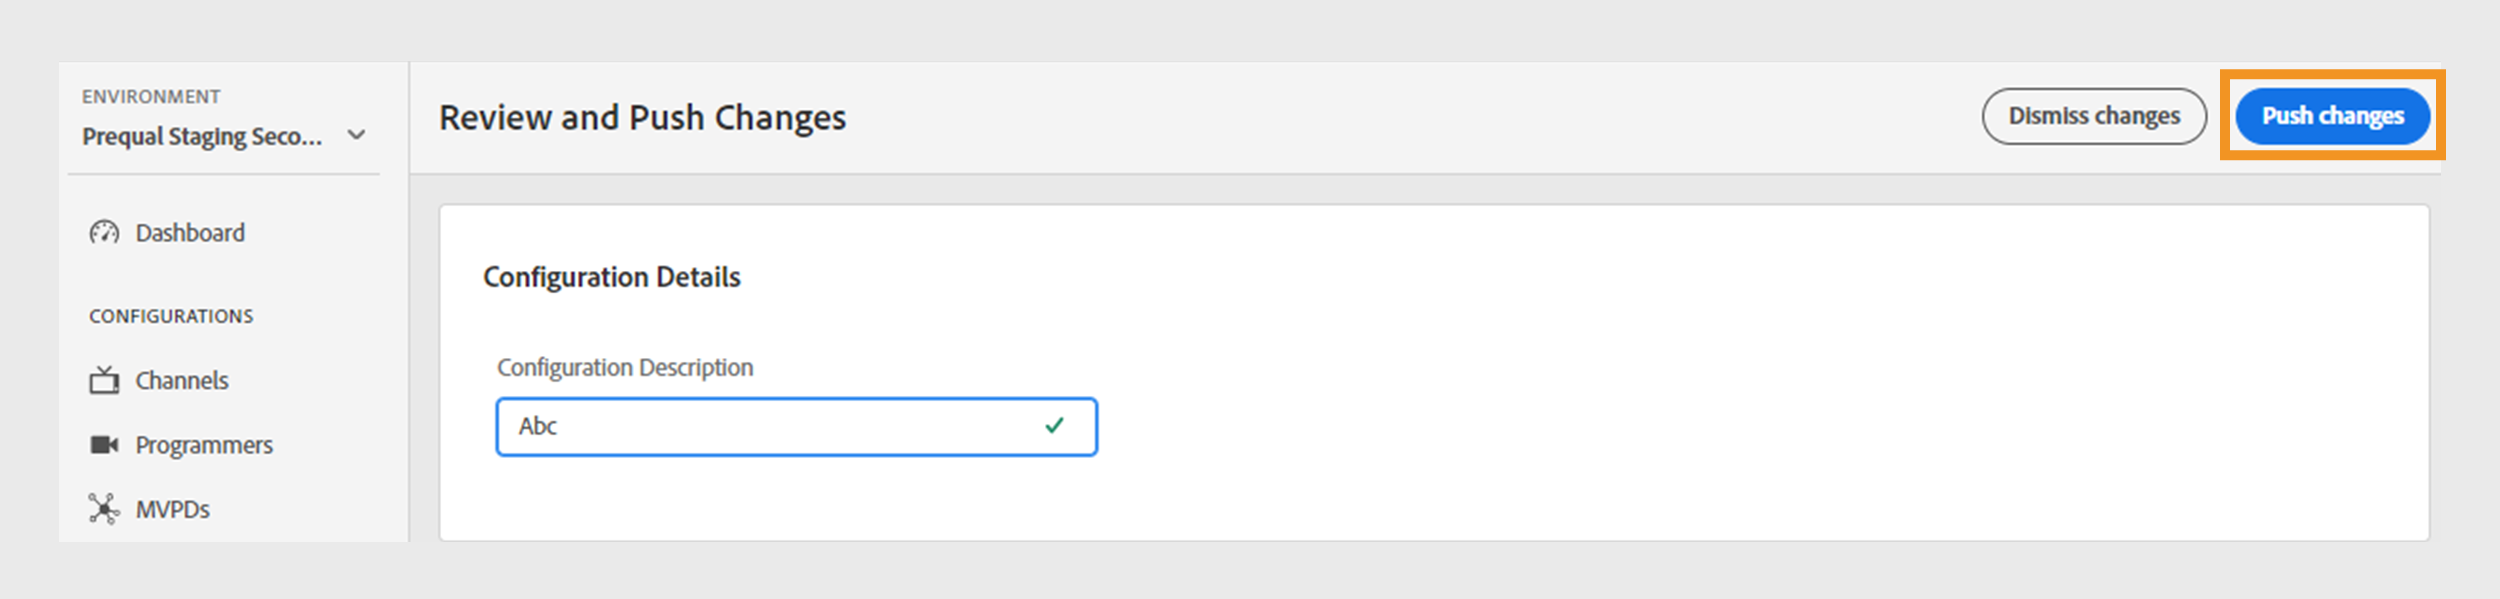 ENVIRONMENT
Prequal Staging Seco...
Dashboard
CONFIGURATIONS
Channels
Programmers
MVPDs
Review and Push Changes
Dismiss changes
Push changes
Configuration Details
Configuration Description
Abc